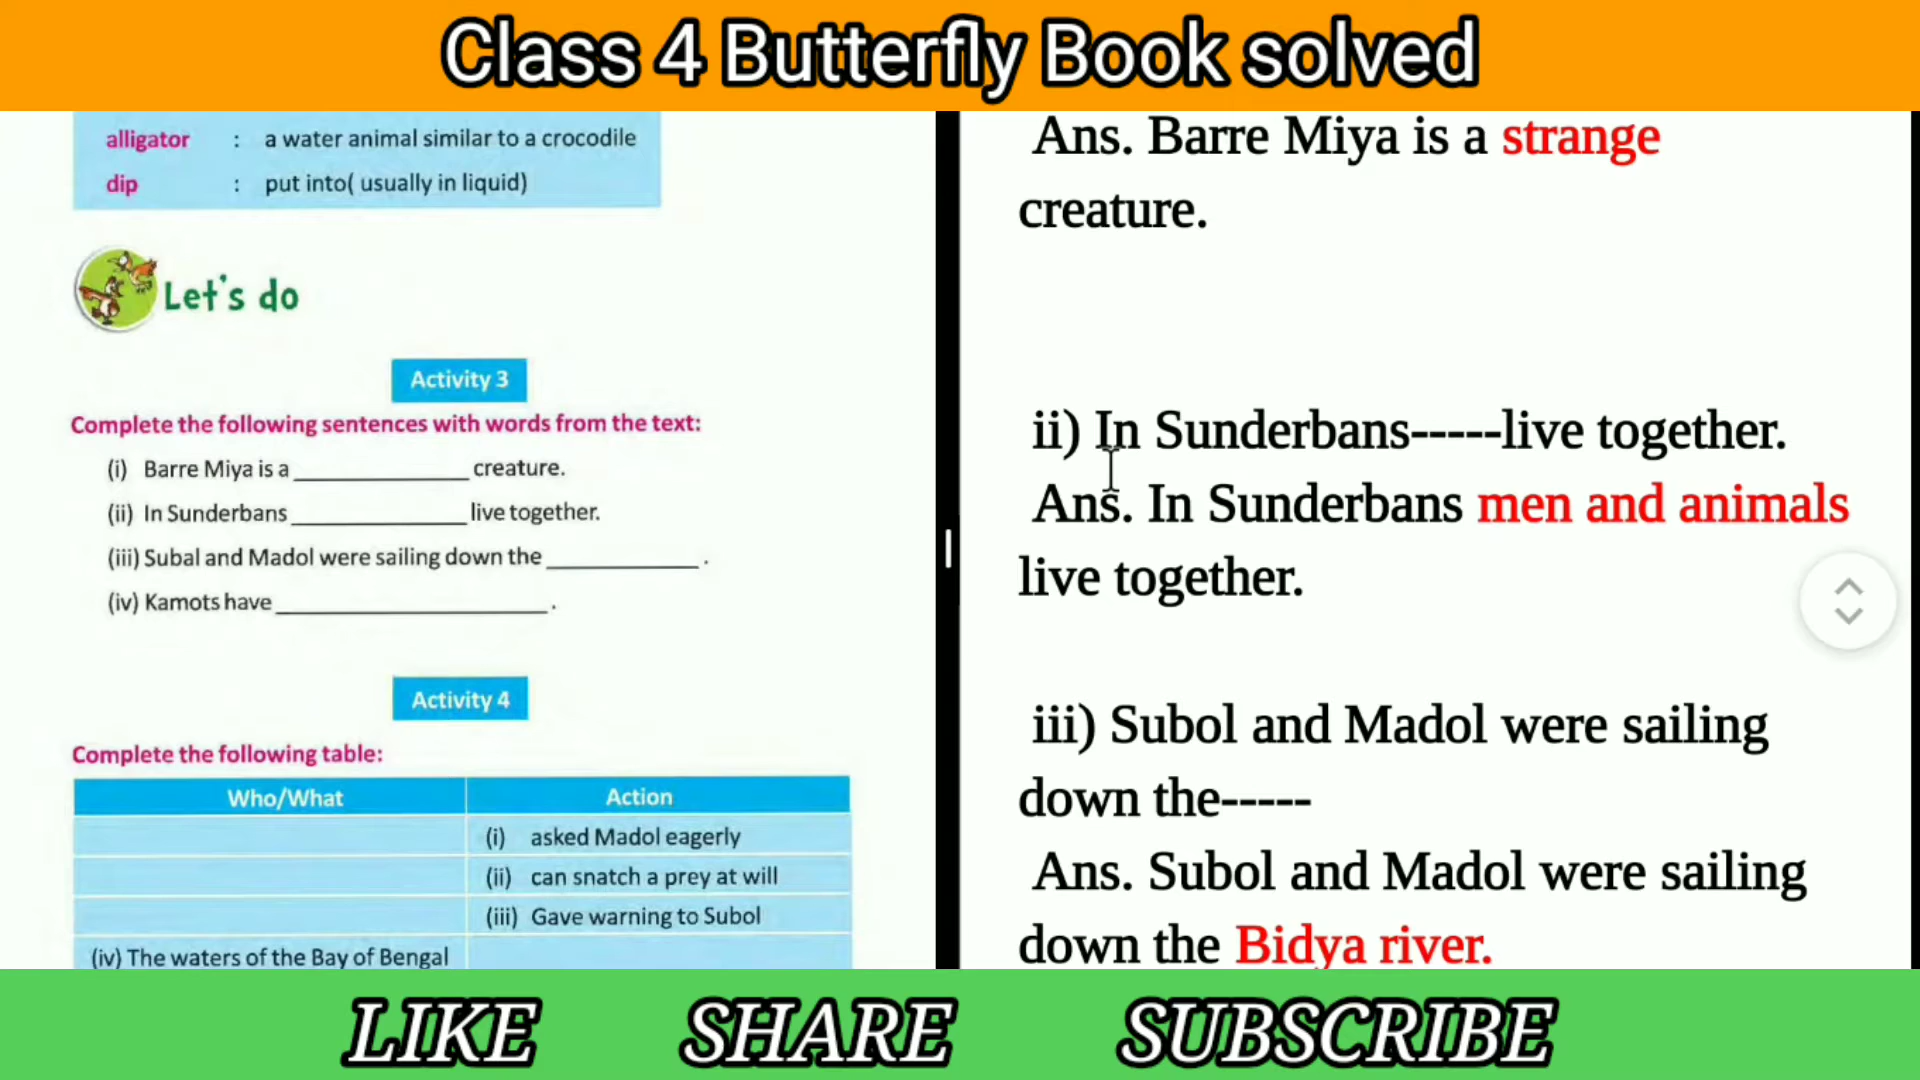 Class 4 Butterfly Book solved
alligator : a water animal similar to a crocodile
dip : put into( usually in liquid)
Let's do
Activity 3
Complete the following sentences with words from the text:
(i) Barre Miya is a ________________ creature.
(ii) In Sunderbans ________________ live together.
(iii) Subal and Madol were sailing down the ______________ .
(iv) Kamots have _________________________ .
Activity 4
Complete the following table:
Who/What Action
(i) asked Madol eagerly
(ii) can snatch a prey at will
(iii) Gave warning to Subol
(iv) The waters of the Bay of Bengal
Ans. Barre Miya is a strange
creature.
ii) In Sunderbans-----live together.
Ans. In Sunderbans men and animals
live together.
iii) Subol and Madol were sailing
down the-----
Ans. Subol and Madol were sailing
down the Bidya river.
LIKE SHARE SUBSCRIBE